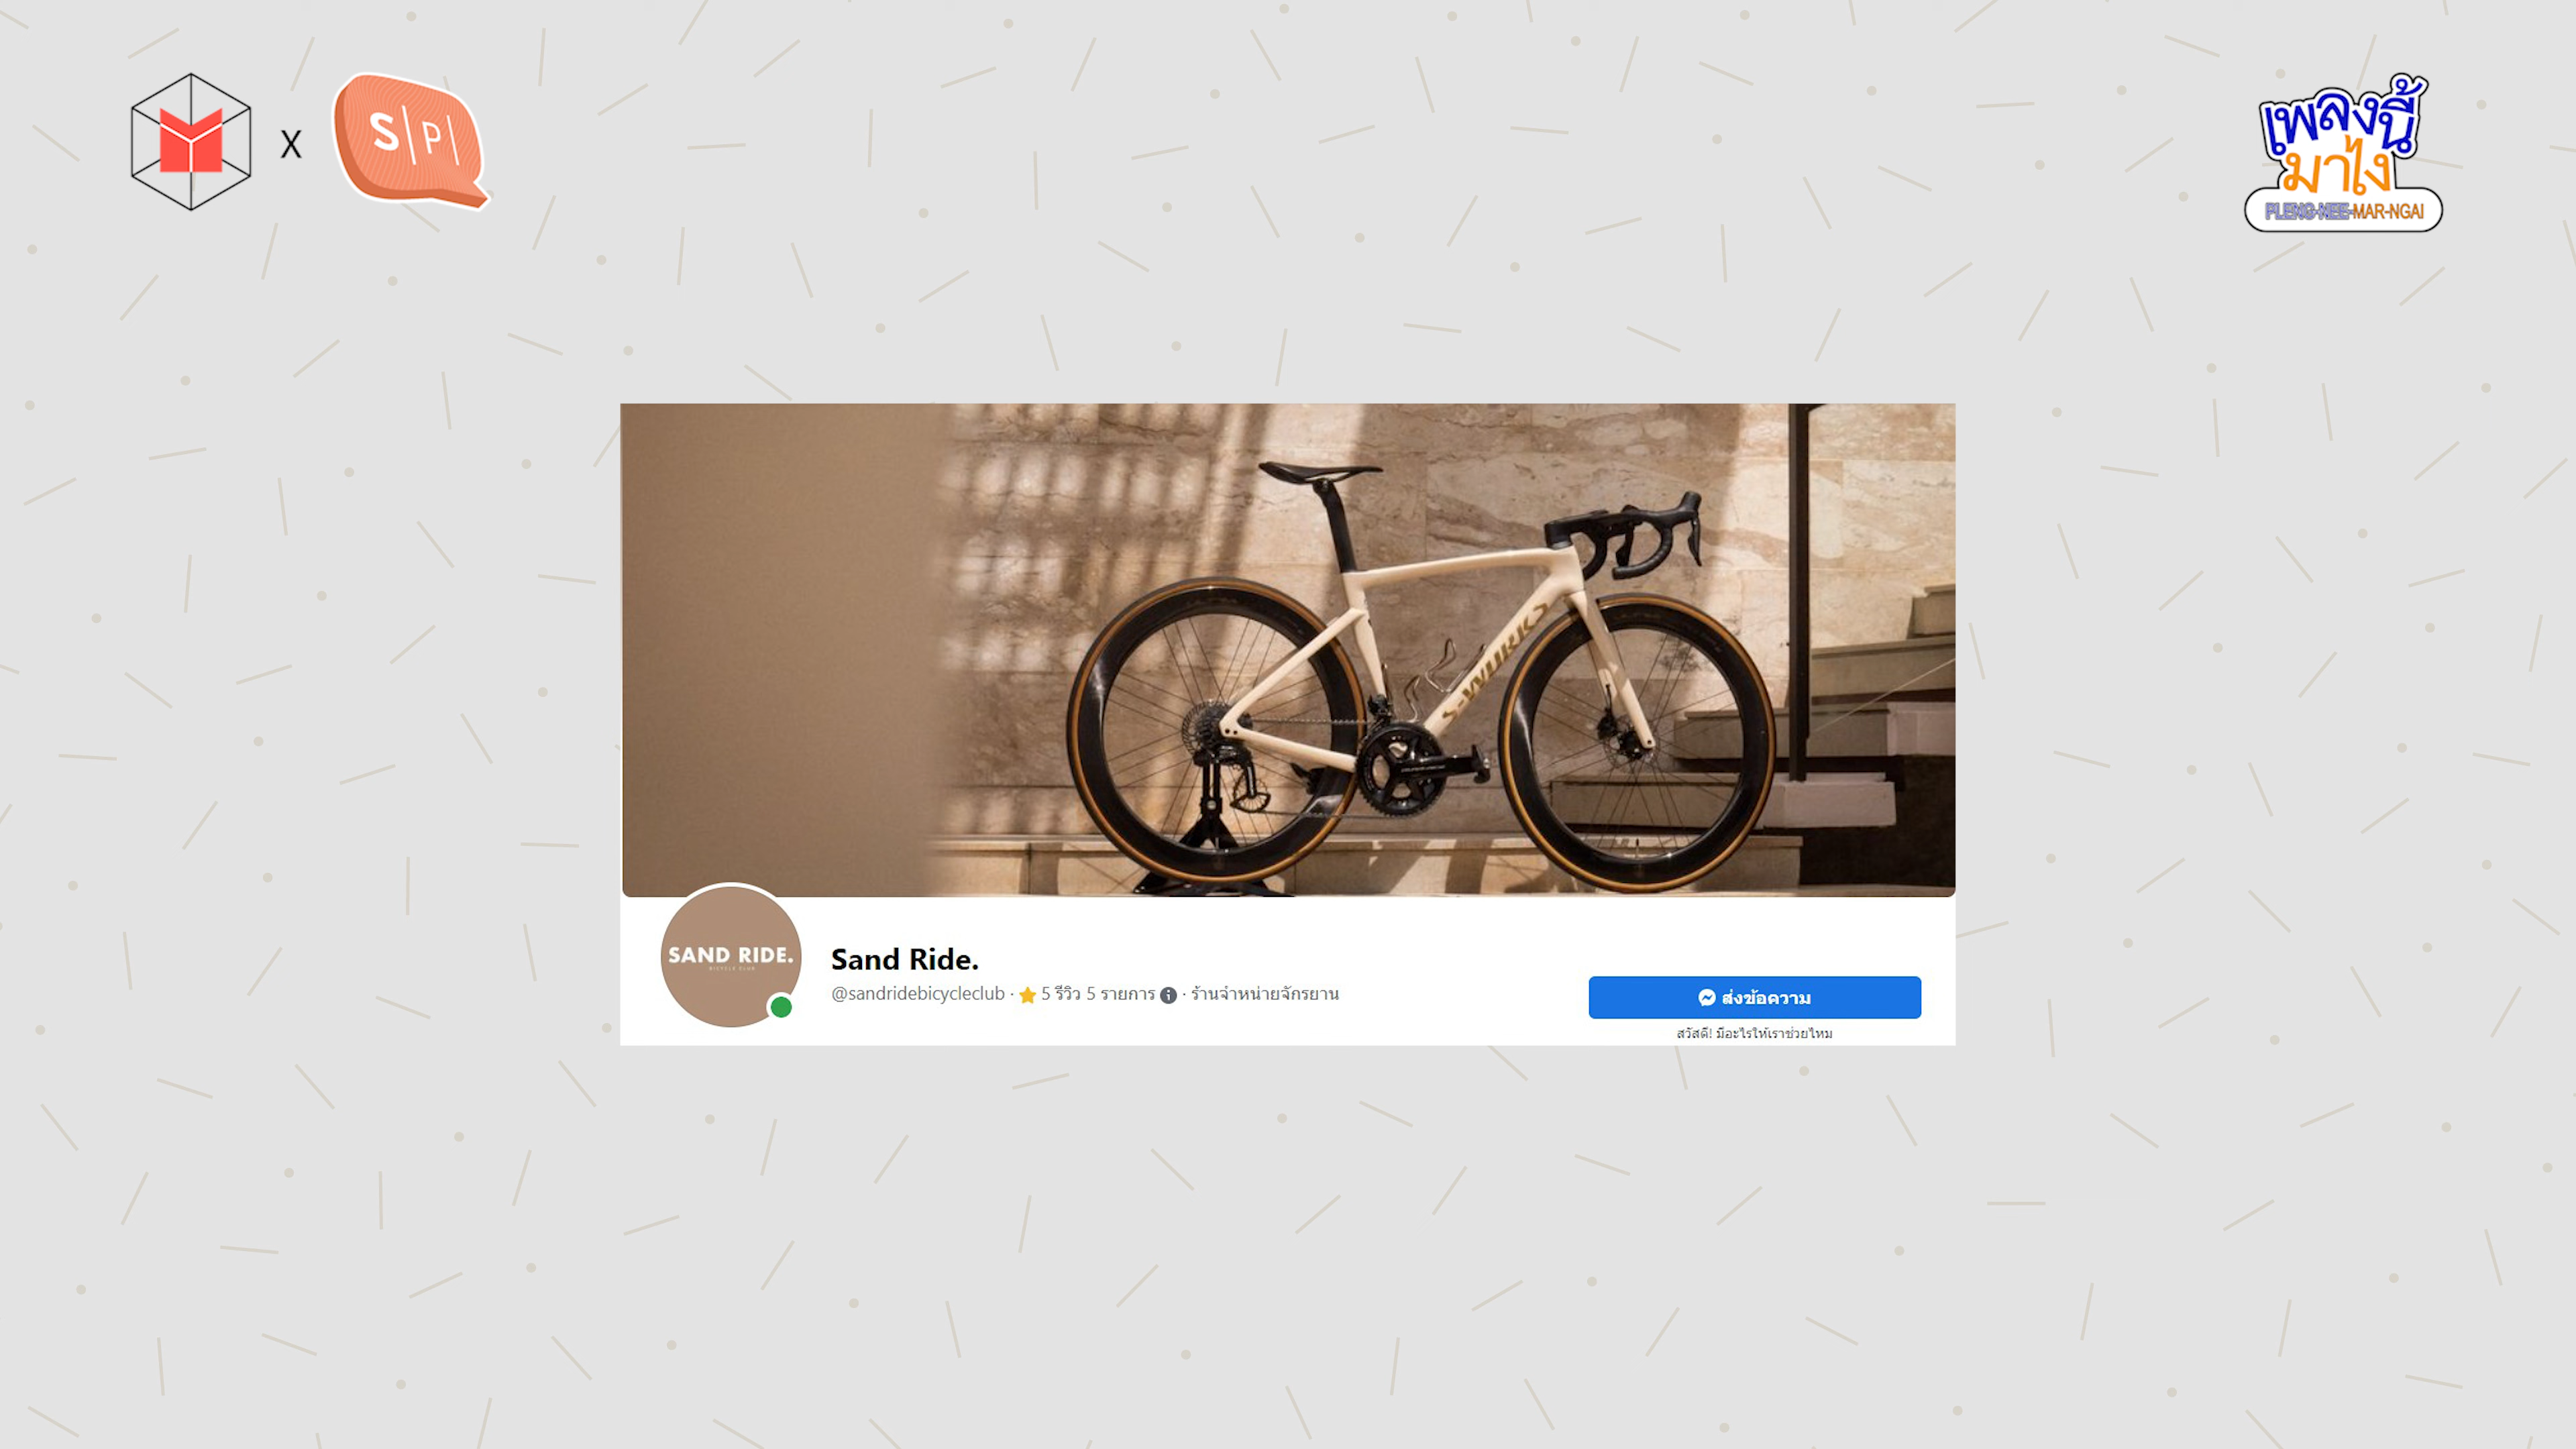 X
S|P|
เพลงนี้
มาไง
PLENG-NEE-MAR-NGAI
S-WORKS
SAND RIDE.
BICYCLE CLUB
Sand Ride.
@sandridebicycleclub · 5 รีวิว 5 รายการ · ร้านจำหน่ายจักรยาน
ส่งข้อความ
สวัสดี! มีอะไรให้เราช่วยไหม